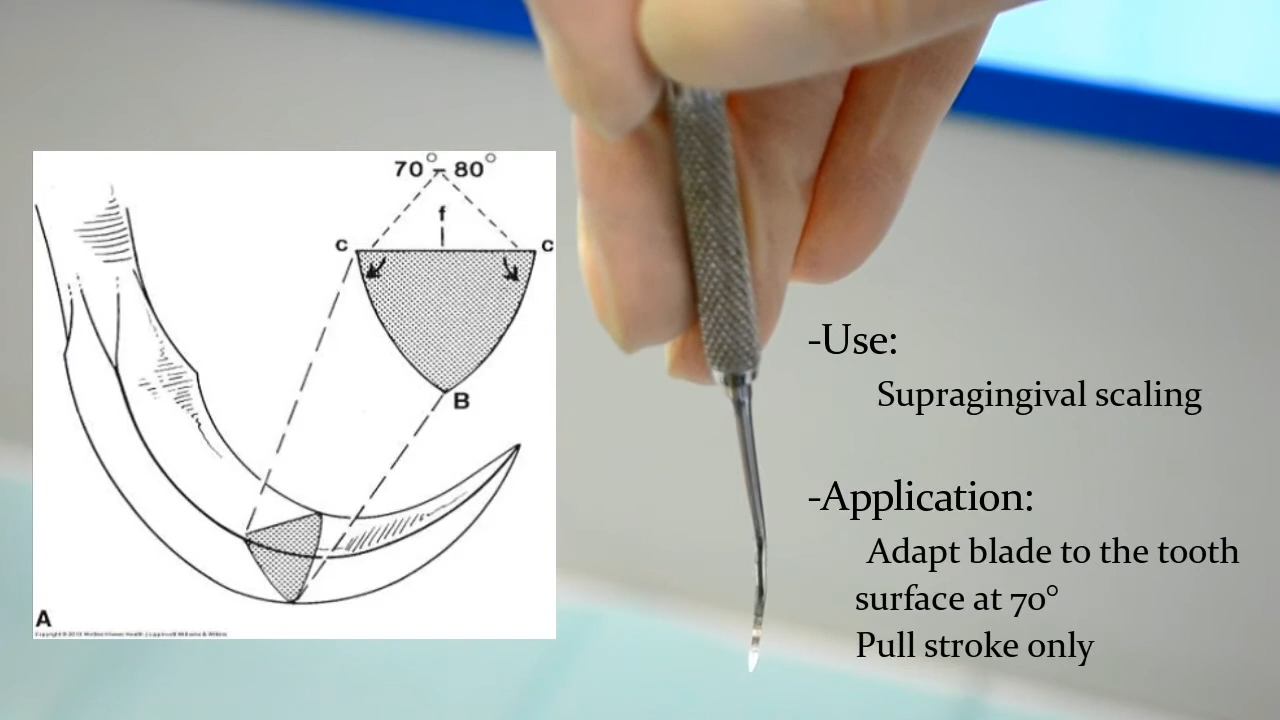 70° - 80°
f
c
c
B
A
-Use:
Supragingival scaling
-Application:
Adapt blade to the tooth
surface at 70°
Pull stroke only